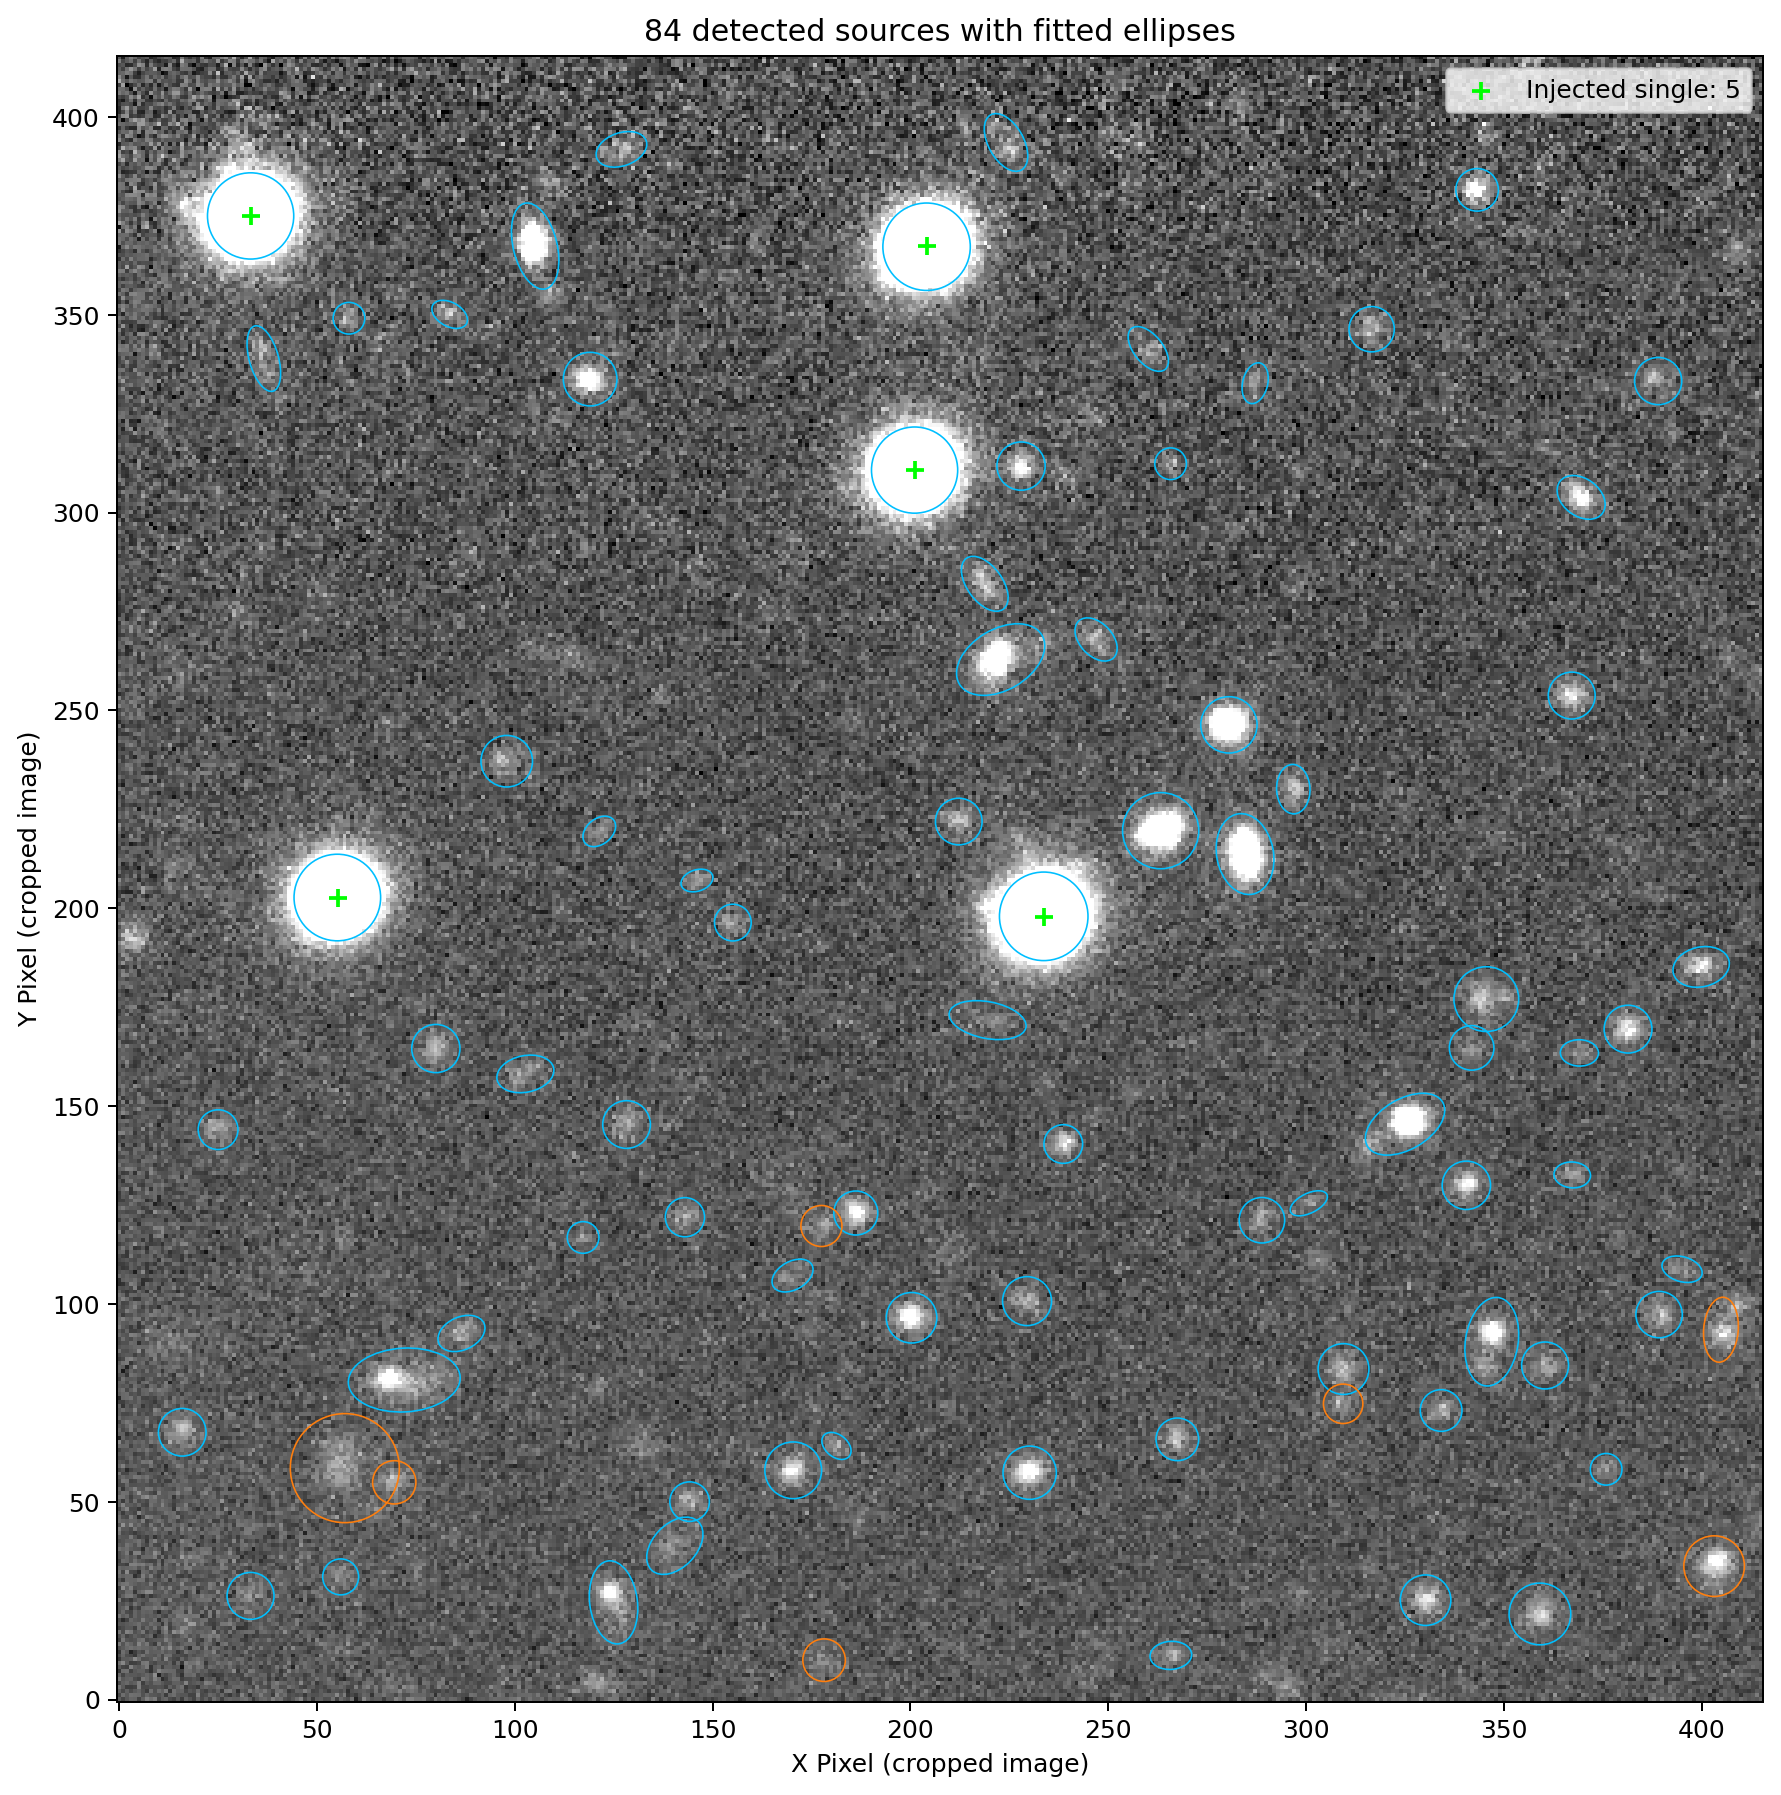 84 detected sources with fitted ellipses
Injected single: 5
Y Pixel (cropped image)
400
350
300
250
200
150
100
50
0
0 50 100 150 200 250 300 350 400
X Pixel (cropped image)